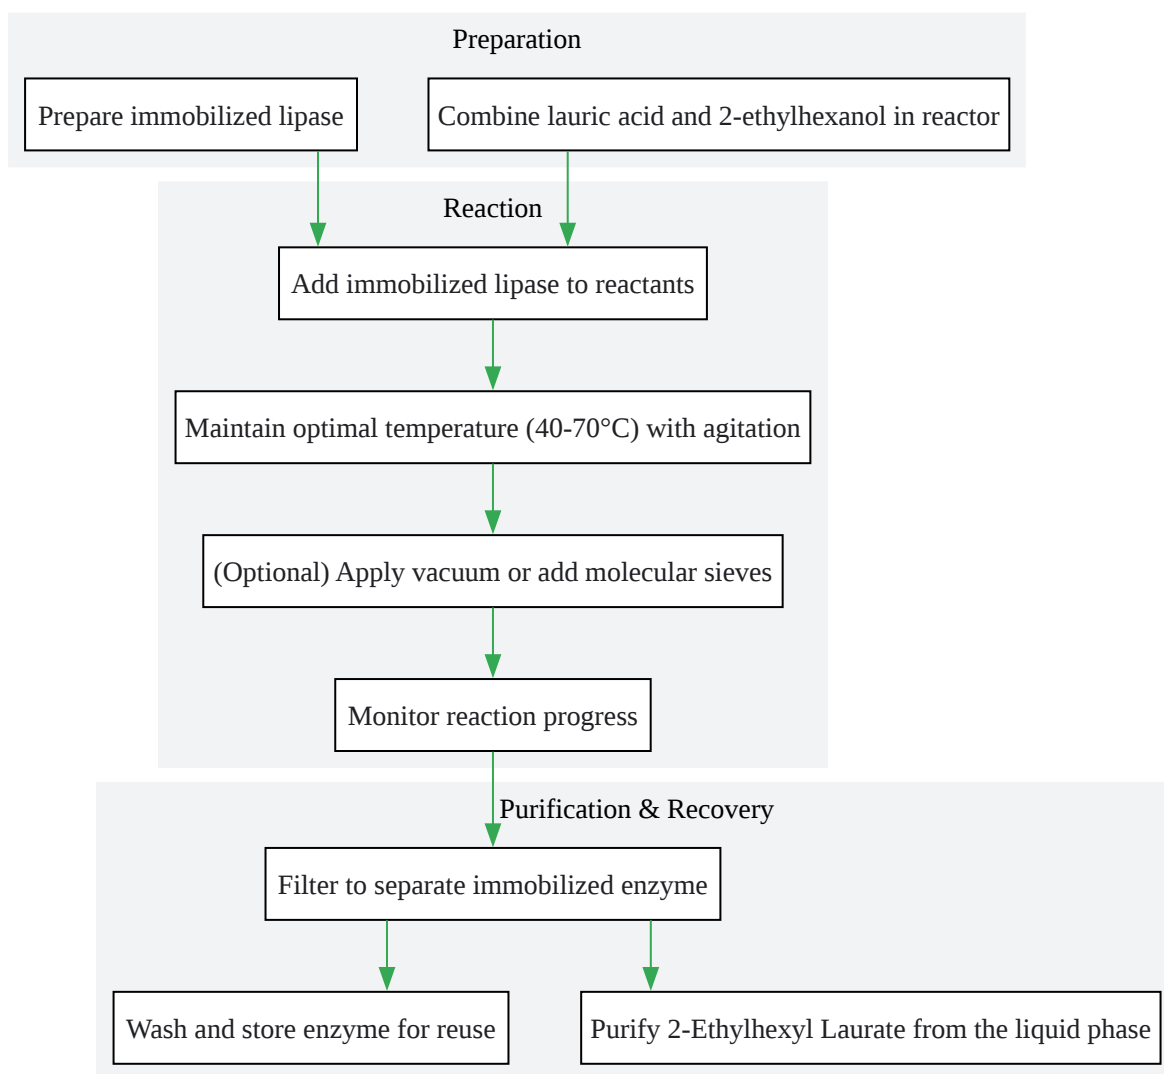 Preparation
Prepare immobilized lipase
Combine lauric acid and 2-ethylhexanol in reactor
Reaction
Add immobilized lipase to reactants
Maintain optimal temperature (40-70°C) with agitation
(Optional) Apply vacuum or add molecular sieves
Monitor reaction progress
Purification & Recovery
Filter to separate immobilized enzyme
Wash and store enzyme for reuse
Purify 2-Ethylhexyl Laurate from the liquid phase